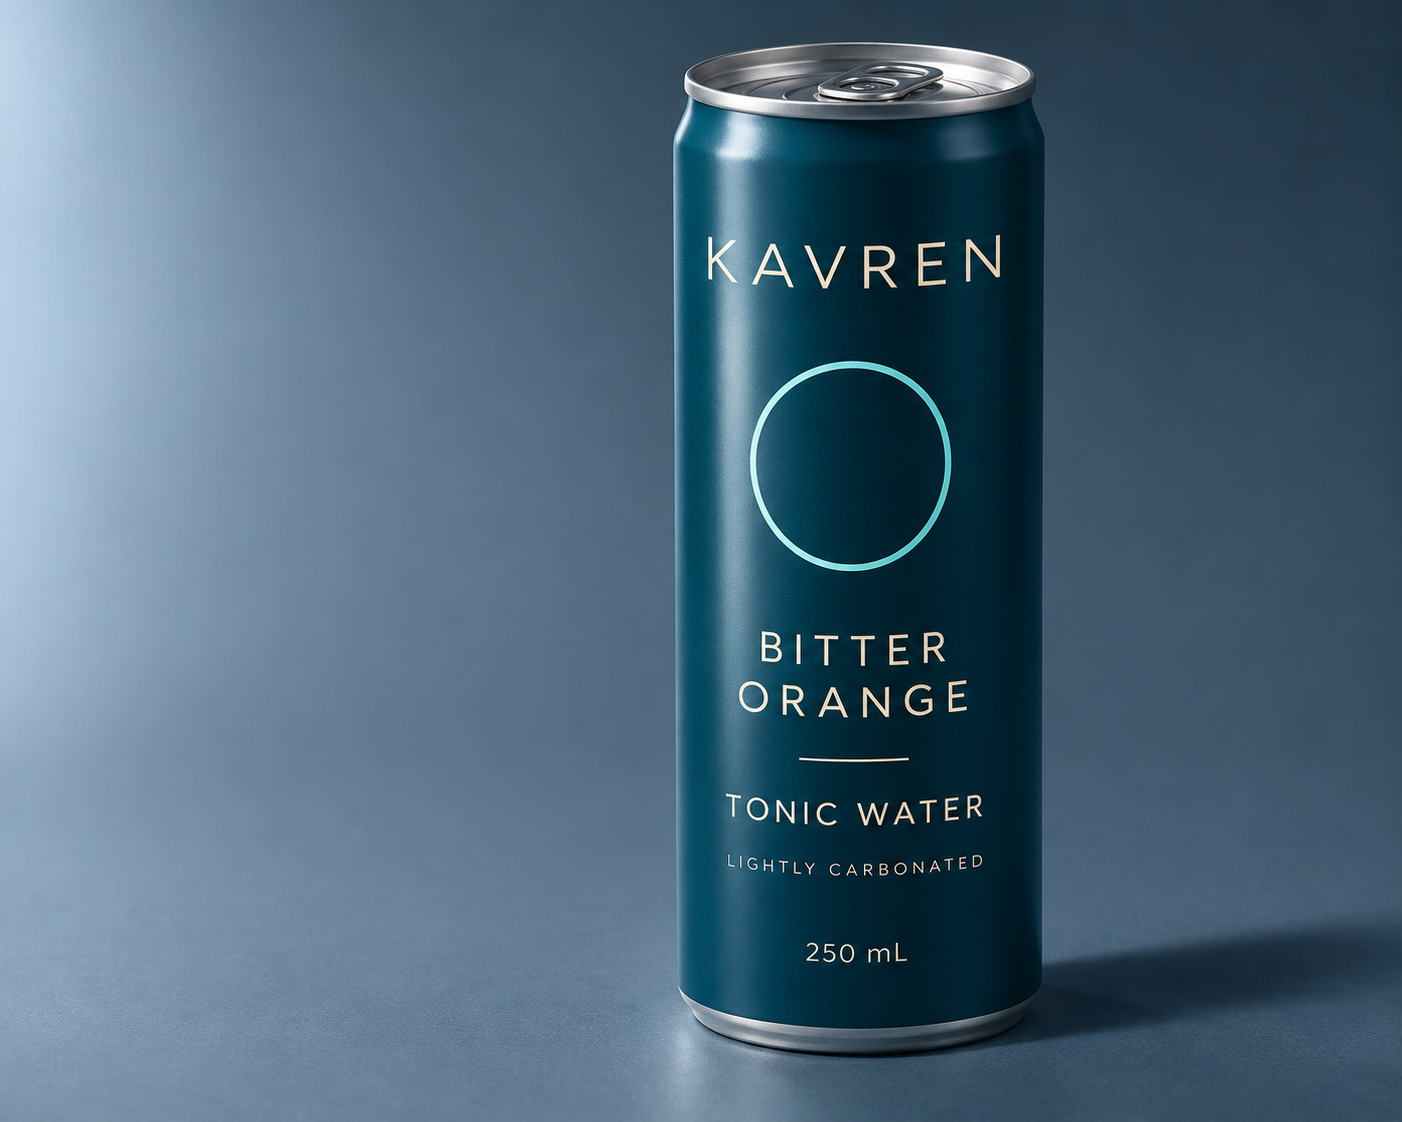 KAVREN
BITTER
ORANGE
TONIC WATER
LIGHTLY CARBONATED
250 mL